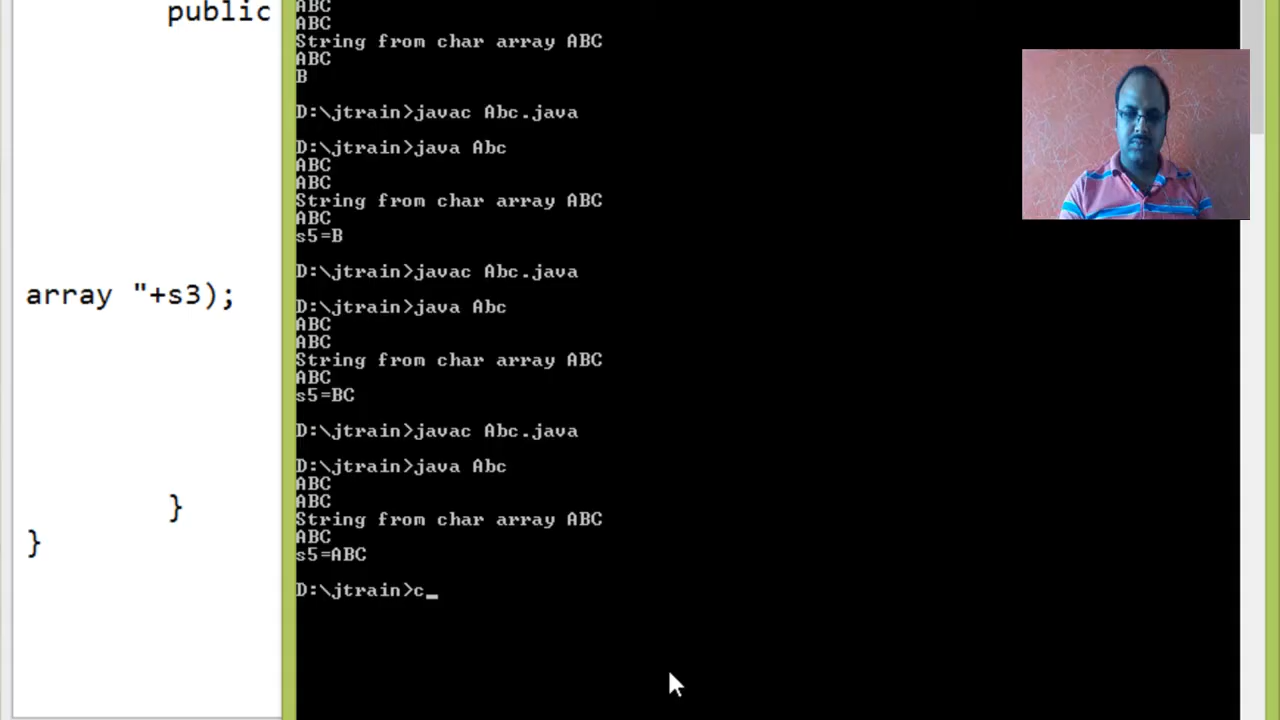 public
array "+s3);
}
}
ABC
ABC
String from char array ABC
ABC
B
D:\jtrain>javac Abc.java
D:\jtrain>java Abc
ABC
ABC
String from char array ABC
ABC
s5=B
D:\jtrain>javac Abc.java
D:\jtrain>java Abc
ABC
ABC
String from char array ABC
ABC
s5=BC
D:\jtrain>javac Abc.java
D:\jtrain>java Abc
ABC
ABC
String from char array ABC
ABC
s5=ABC
D:\jtrain>c_